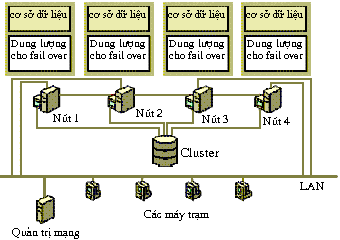 cơ sở dữ liệu
cơ sở dữ liệu
cơ sở dữ liệu
cơ sở dữ liệu
Dung lượng
cho fail over
Dung lượng
cho fail over
Dung lượng
cho fail over
Dung lượng
cho fail over
Nút 1
Nút 2
Nút 3
Nút 4
Cluster
LAN
Các máy trạm
Quản trị mạng